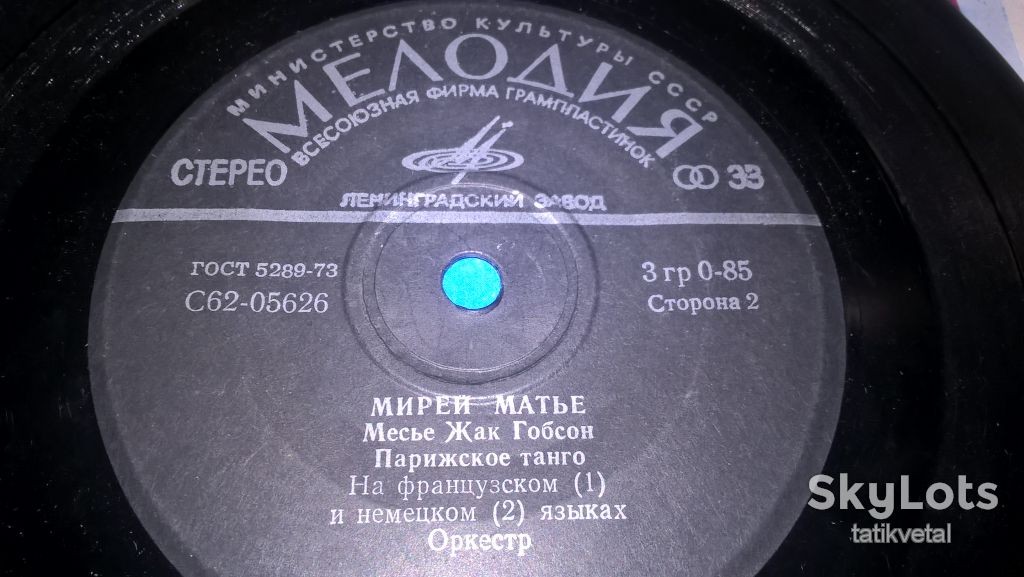 МИНИСТЕРСТВО КУЛЬТУРЫ СССР
МЕЛОДИЯ
ВСЕСОЮЗНАЯ ФИРМА ГРАМПЛАСТИНОК
СТЕРЕО
33
ЛЕНИНГРАДСКИЙ ЗАВОД
ГОСТ 5289-73
3 гр 0-85
С62-05626
Сторона 2
МИРЕЙ МАТЬЕ
Месье Жак Гобсон
Парижское танго
На французском (1)
и немецком (2) языках
Оркестр
SkyLots
tatikvetal